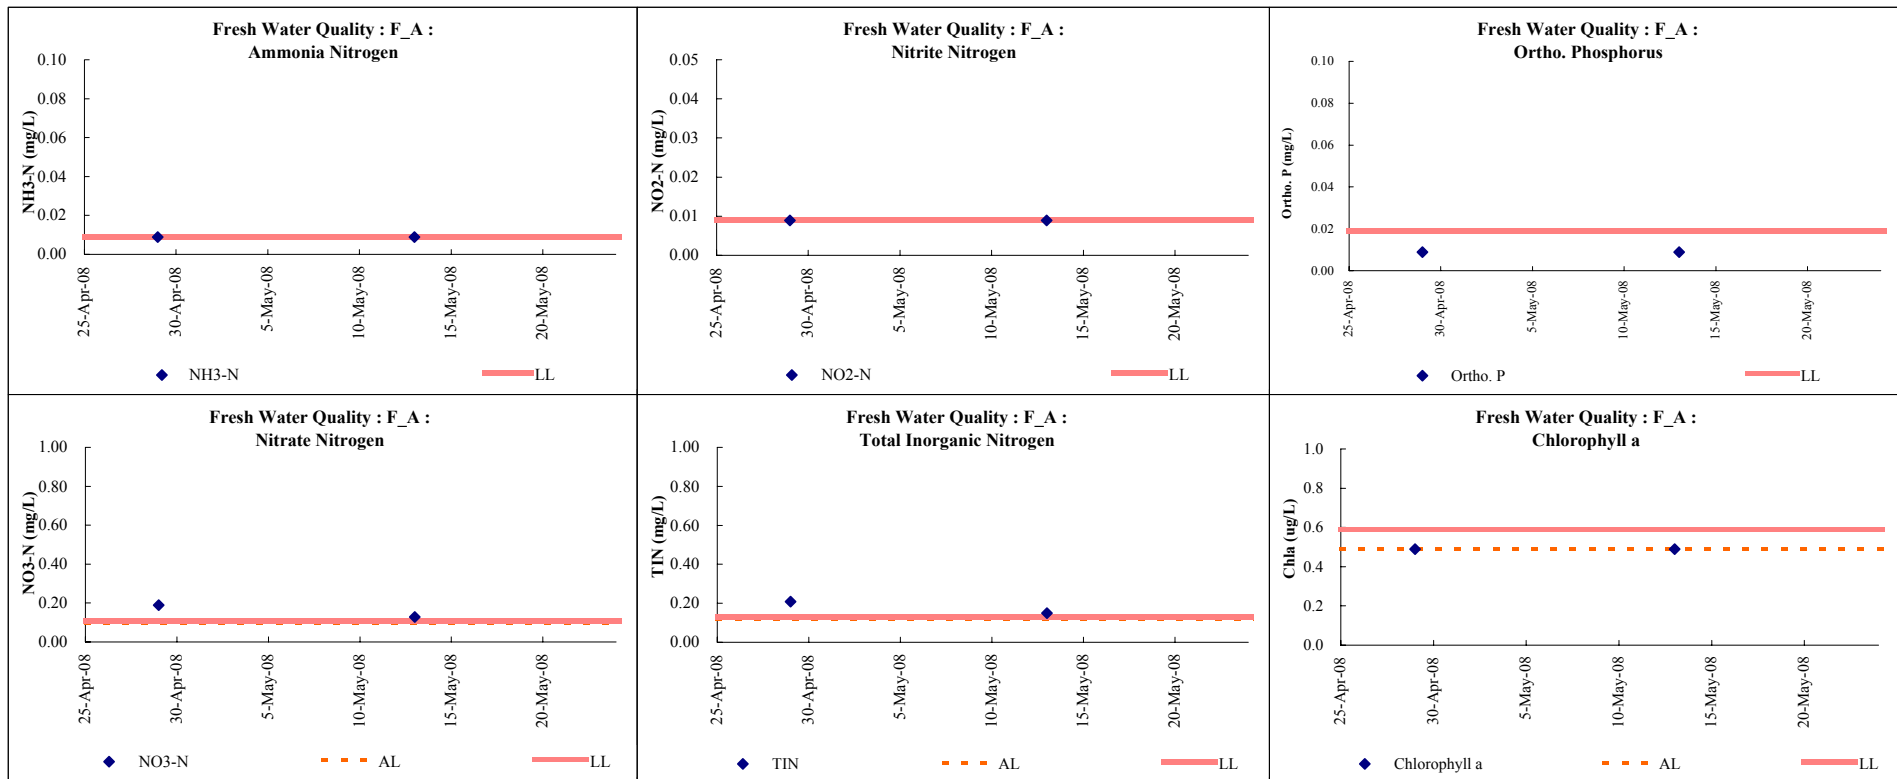 Fresh Water Quality : F_A :
Ammonia Nitrogen
NH3-N (mg/L)
0.10
0.08
0.06
0.04
0.02
0.00
25-Apr-08
30-Apr-08
5-May-08
10-May-08
15-May-08
20-May-08
NH3-N
LL
Fresh Water Quality : F_A :
Nitrite Nitrogen
NO2-N (mg/L)
0.05
0.04
0.03
0.02
0.01
0.00
25-Apr-08
30-Apr-08
5-May-08
10-May-08
15-May-08
20-May-08
NO2-N
LL
Fresh Water Quality : F_A :
Ortho. Phosphorus
Ortho. P (mg/L)
0.10
0.08
0.06
0.04
0.02
0.00
25-Apr-08
30-Apr-08
5-May-08
10-May-08
15-May-08
20-May-08
Ortho. P
LL
Fresh Water Quality : F_A :
Nitrate Nitrogen
NO3-N (mg/L)
1.00
0.80
0.60
0.40
0.20
0.00
25-Apr-08
30-Apr-08
5-May-08
10-May-08
15-May-08
20-May-08
NO3-N
AL
LL
Fresh Water Quality : F_A :
Total Inorganic Nitrogen
TIN (mg/L)
1.00
0.80
0.60
0.40
0.20
0.00
25-Apr-08
30-Apr-08
5-May-08
10-May-08
15-May-08
20-May-08
TIN
AL
LL
Fresh Water Quality : F_A :
Chlorophyll a
Chla (ug/L)
1.0
0.8
0.6
0.4
0.2
0.0
25-Apr-08
30-Apr-08
5-May-08
10-May-08
15-May-08
20-May-08
Chlorophyll a
AL
LL